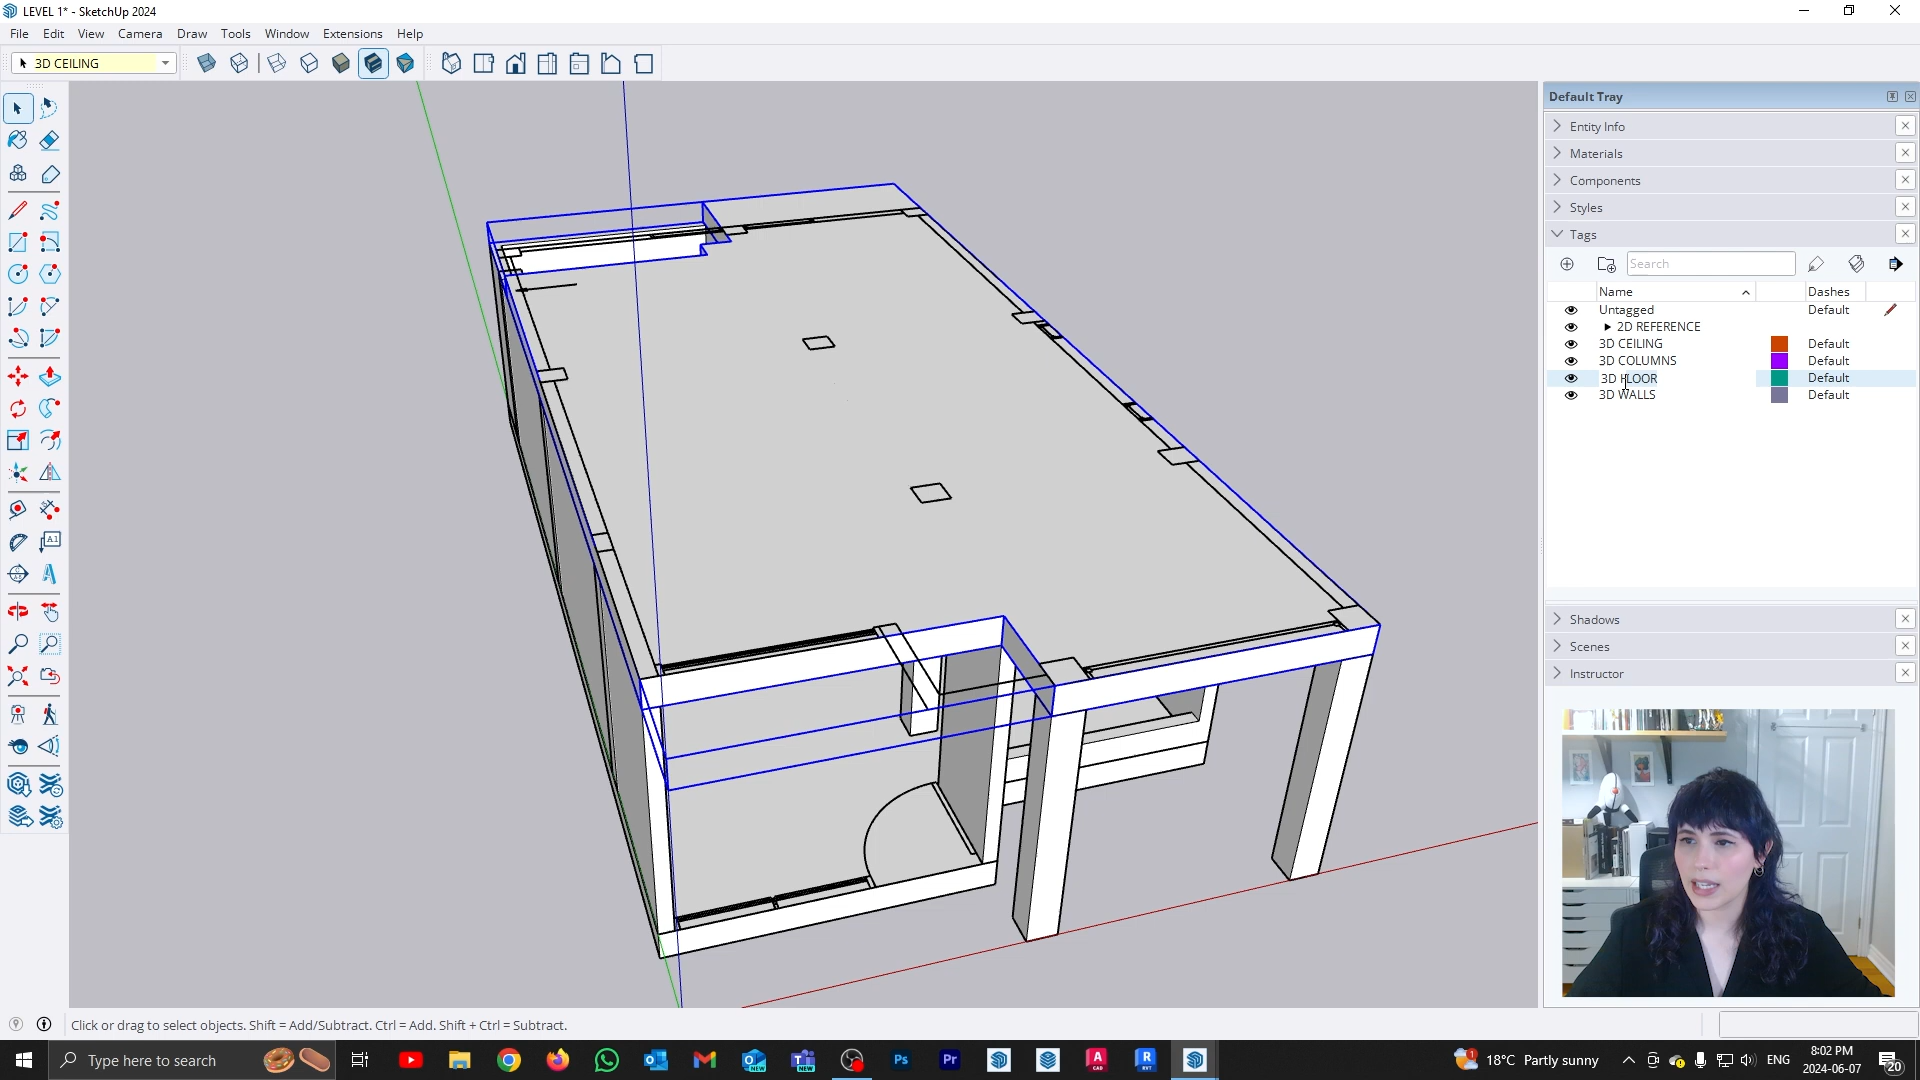 LEVEL 1* - SketchUp 2024
File Edit View Camera Draw Tools Window Extensions Help
3D CEILING
Default Tray
Entity Info
Materials
Components
Styles
Tags
Search
Name Dashes
Untagged Default
2D REFERENCE
3D CEILING Default
3D COLUMNS Default
3D FLOOR Default
3D WALLS Default
Shadows
Scenes
Instructor
Click or drag to select objects. Shift = Add/Subtract. Ctrl = Add. Shift + Ctrl = Subtract.
Type here to search
18°C Partly sunny
ENG
8:02 PM
2024-06-07
20